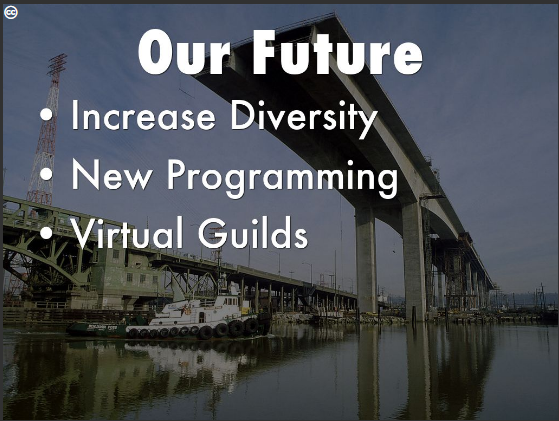 Our Future
• Increase Diversity
• New Programming
• Virtual Guilds